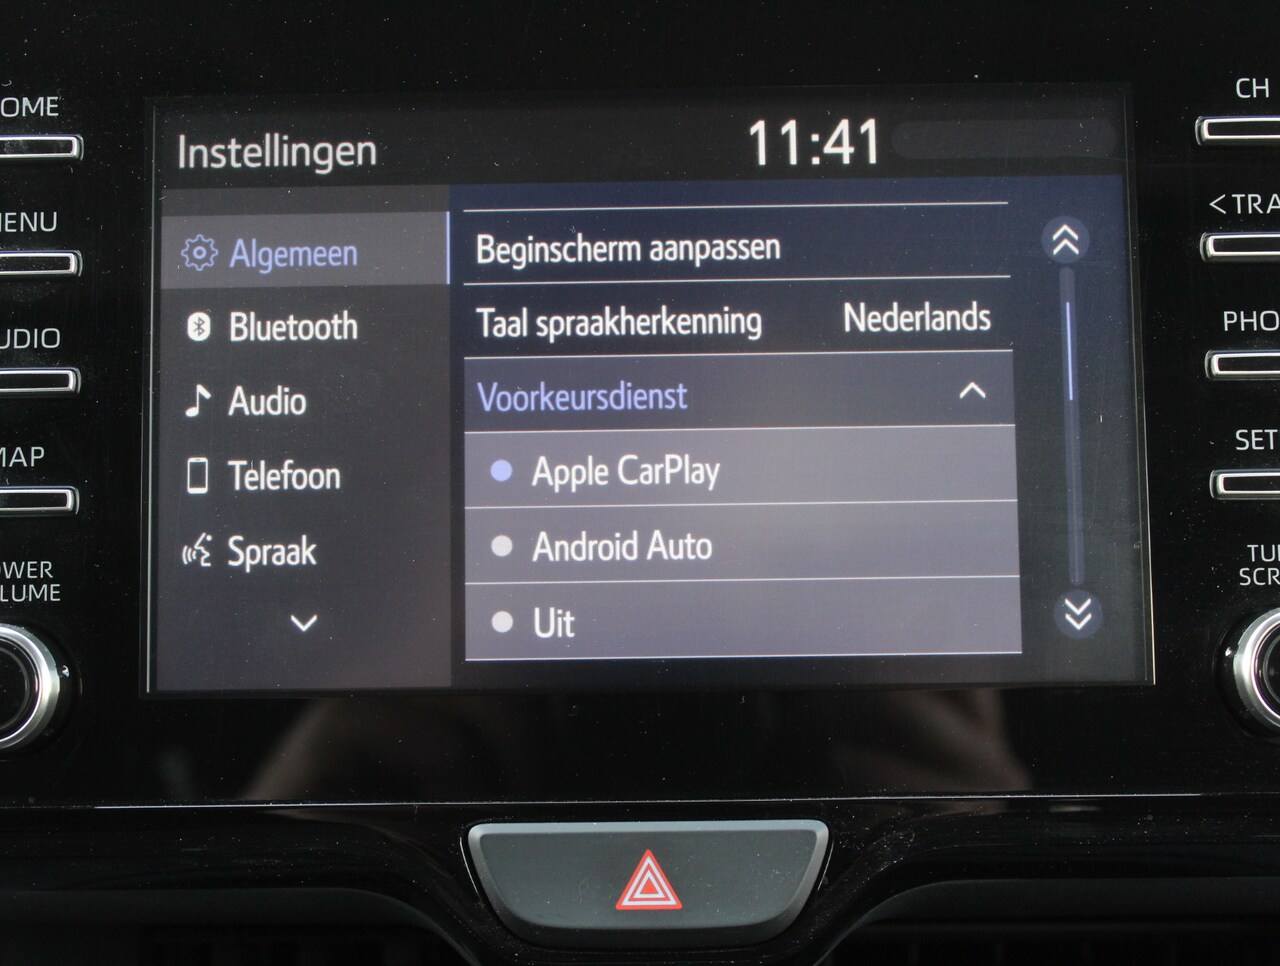 Instellingen
11:41
Algemeen
Bluetooth
Audio
Telefoon
Spraak
Beginscherm aanpassen
Taal spraakherkenning Nederlands
Voorkeursdienst
Apple CarPlay
Android Auto
Uit
OME
ENU
UDIO
MAP
OWER
LUME
CH
<TRA
PHO
SET
TU
SCR